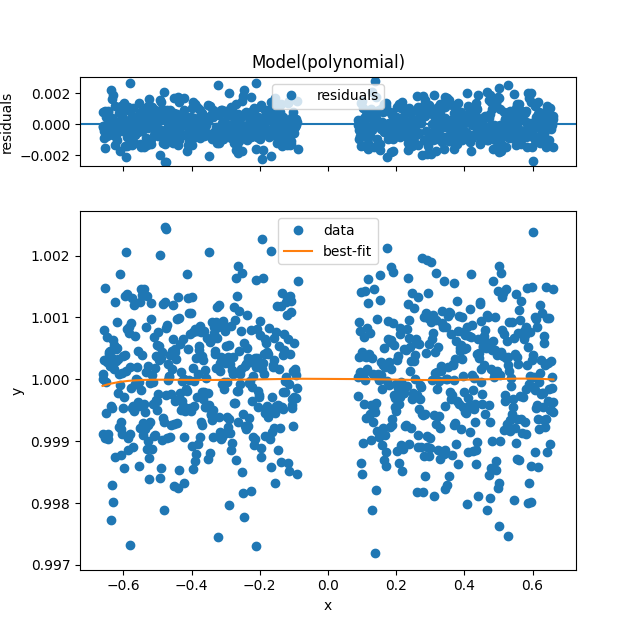 Model(polynomial)
residuals
0.002
0.000
−0.002
residuals
data
best-fit
y
1.002
1.001
1.000
0.999
0.998
0.997
−0.6 −0.4 −0.2 0.0 0.2 0.4 0.6
x